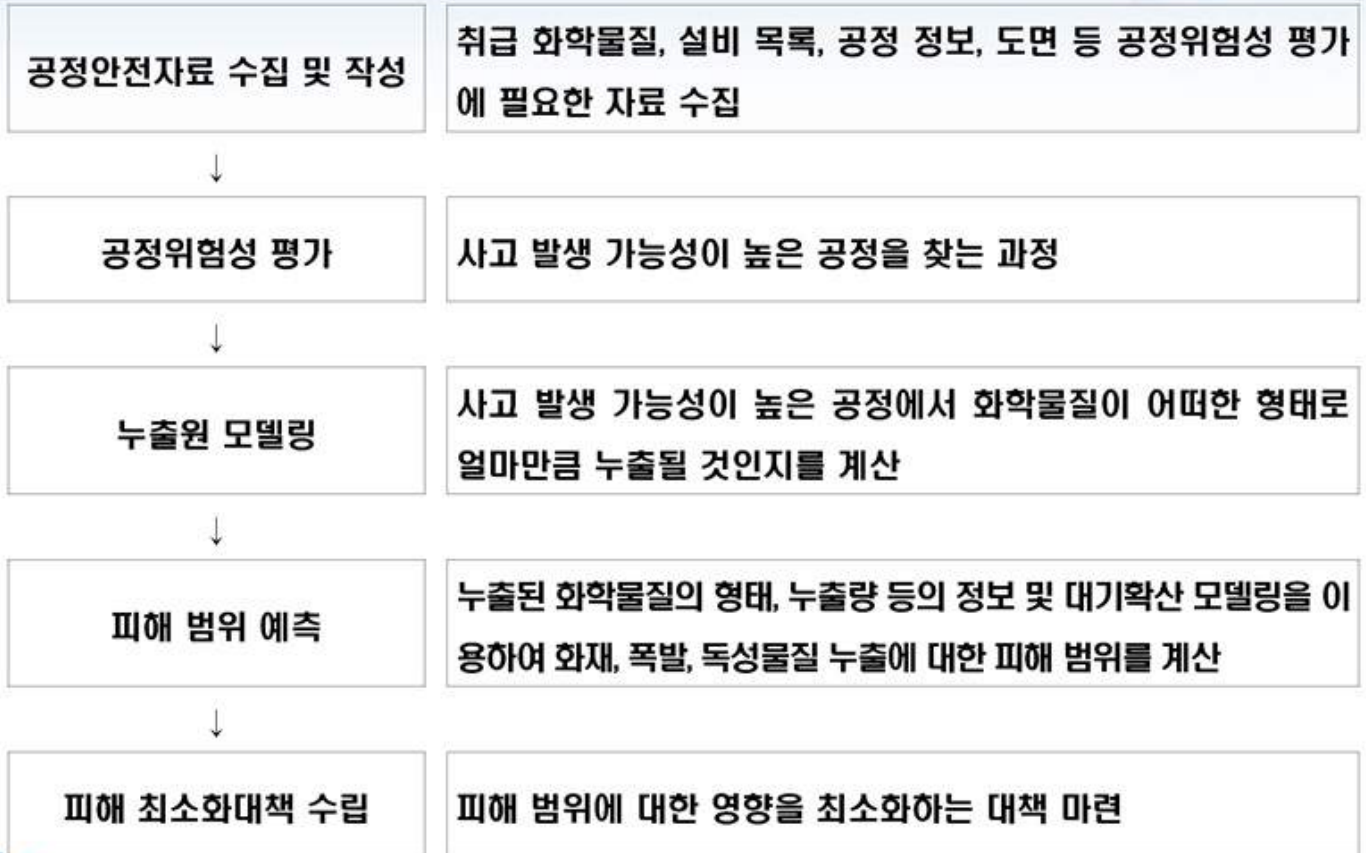 공정안전자료 수집 및 작성
취급 화학물질, 설비 목록, 공정 정보, 도면 등 공정위험성 평가
에 필요한 자료 수집
↓
공정위험성 평가
사고 발생 가능성이 높은 공정을 찾는 과정
↓
누출원 모델링
사고 발생 가능성이 높은 공정에서 화학물질이 어떠한 형태로
얼마만큼 누출될 것인지를 계산
↓
피해 범위 예측
누출된 화학물질의 형태, 누출량 등의 정보 및 대기확산 모델링을 이
용하여 화재, 폭발, 독성물질 누출에 대한 피해 범위를 계산
↓
피해 최소화대책 수립
피해 범위에 대한 영향을 최소화하는 대책 마련